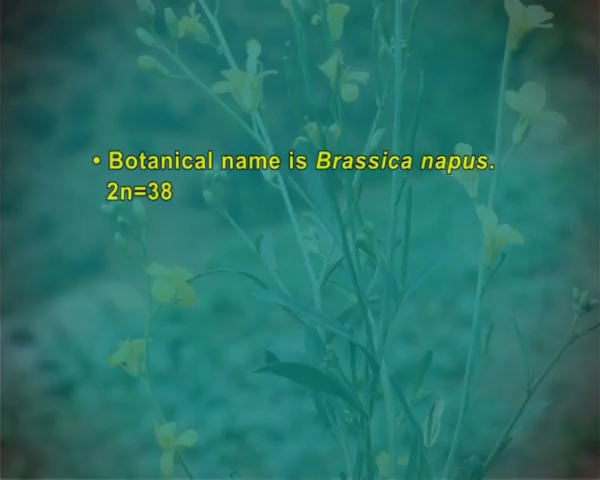 • Botanical name is Brassica napus.
2n=38